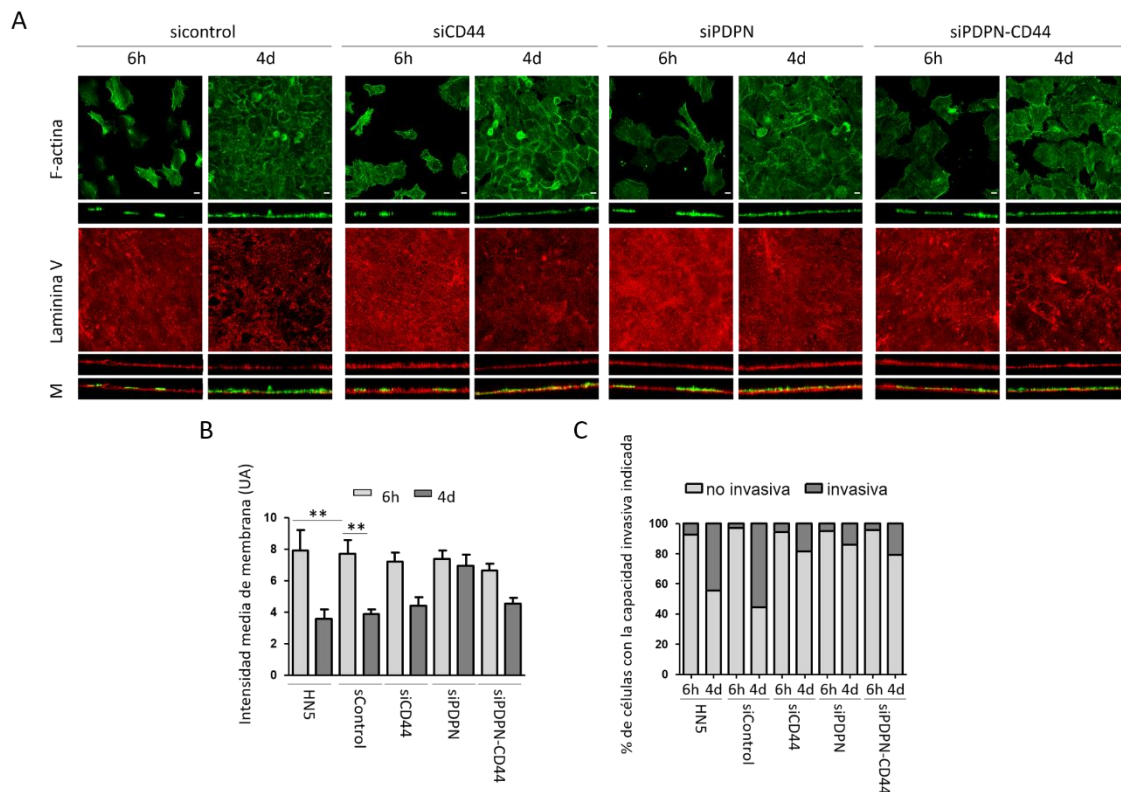 A
sicontrol siCD44 siPDPN siPDPN-CD44
6h 4d 6h 4d 6h 4d 6h 4d
F-actina
Laminina V
M
B
Intensidad media de membrana (UA)
6h 4d
** **
10
8
6
4
2
0
HN5 sControl siCD44 siPDPN siPDPN-CD44
C
% de células con la capacidad invasiva indicada
no invasiva invasiva
100
80
60
40
20
0
6h 4d 6h 4d 6h 4d 6h 4d 6h 4d
HN5 siControl siCD44 siPDPN siPDPN-CD44